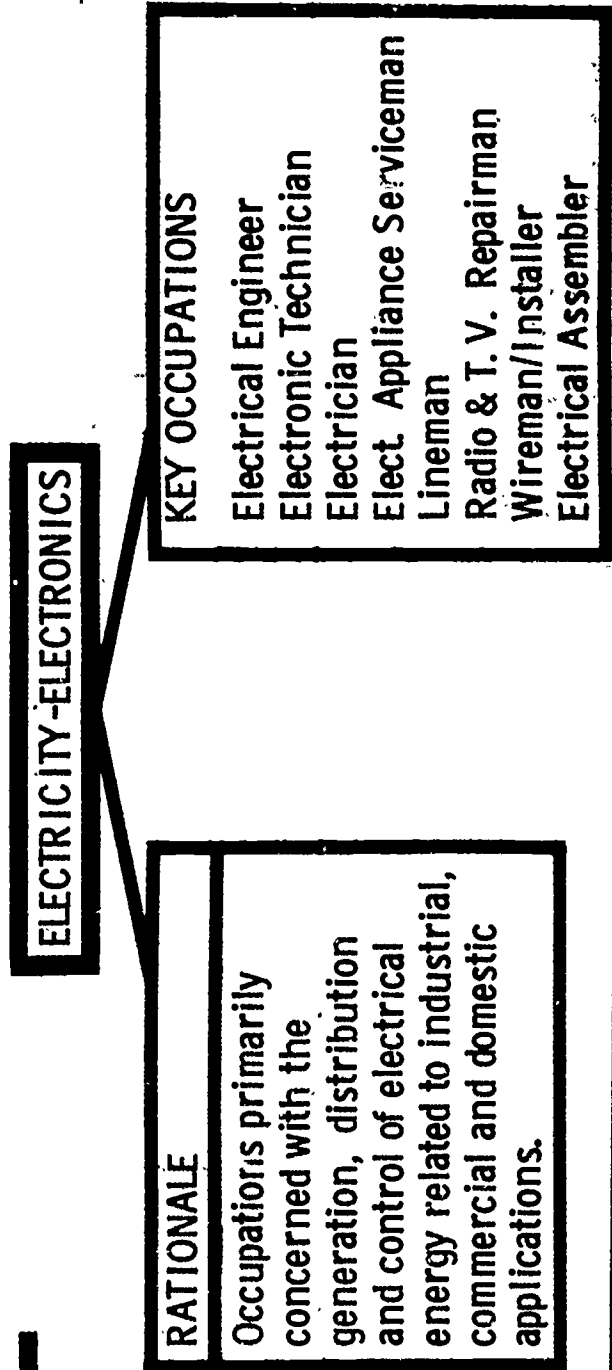 ELECTRICITY-ELECTRONICS
RATIONALE
Occupations primarily
concerned with the
generation, distribution
and control of electrical
energy related to industrial,
commercial and domestic
applications.
KEY OCCUPATIONS
Electrical Engineer
Electronic Technician
Electrician
Elect. Appliance Serviceman
Lineman
Radio & T. V. Repairman
Wireman/Installer
Electrical Assembler